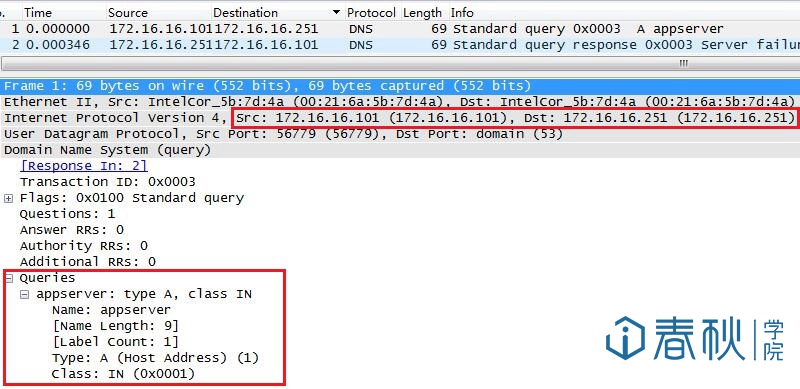 . Time Source Destination Protocol Length Info
1 0.000000 172.16.16.101 172.16.16.251 DNS 69 Standard query 0x0003 A appserver
2 0.000346 172.16.16.251 172.16.16.101 DNS 69 Standard query response 0x0003 Server failur
Frame 1: 69 bytes on wire (552 bits), 69 bytes captured (552 bits)
Ethernet II, Src: IntelCor_5b:7d:4a (00:21:6a:5b:7d:4a), Dst: IntelCor_5b:7d:4a (00:21:6a:5b:7d:4a)
Internet Protocol Version 4, Src: 172.16.16.101 (172.16.16.101), Dst: 172.16.16.251 (172.16.16.251)
User Datagram Protocol, Src Port: 56779 (56779), Dst Port: domain (53)
Domain Name System (query)
[Response In: 2]
Transaction ID: 0x0003
Flags: 0x0100 Standard query
Questions: 1
Answer RRs: 0
Authority RRs: 0
Additional RRs: 0
Queries
appserver: type A, class IN
Name: appserver
[Name Length: 9]
[Label Count: 1]
Type: A (Host Address) (1)
Class: IN (0x0001)
春秋学院